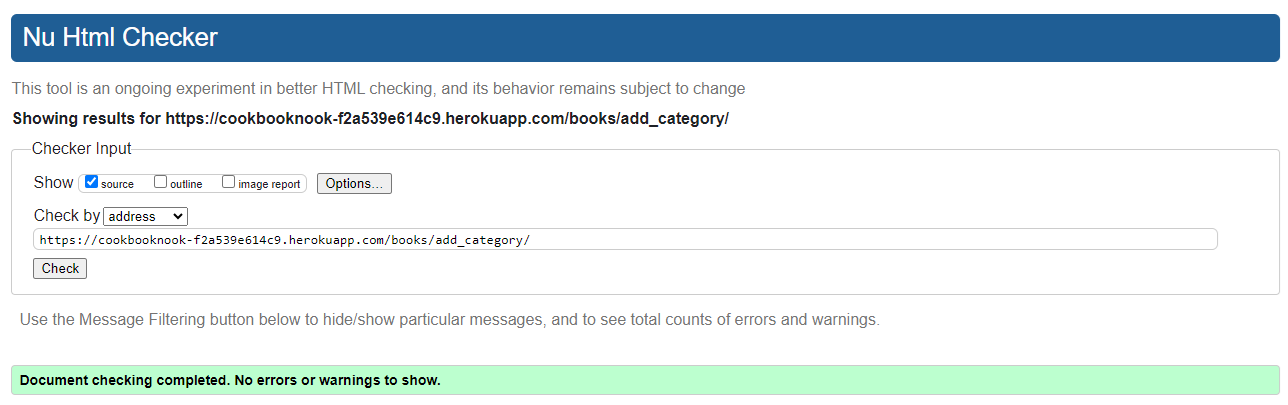 Nu Html Checker
This tool is an ongoing experiment in better HTML checking, and its behavior remains subject to change
Showing results for https://cookbooknook-f2a539e614c9.herokuapp.com/books/add_category/
Checker Input
Show source outline image report Options...
Check by address
https://cookbooknook-f2a539e614c9.herokuapp.com/books/add_category/
Check
Use the Message Filtering button below to hide/show particular messages, and to see total counts of errors and warnings.
Document checking completed. No errors or warnings to show.